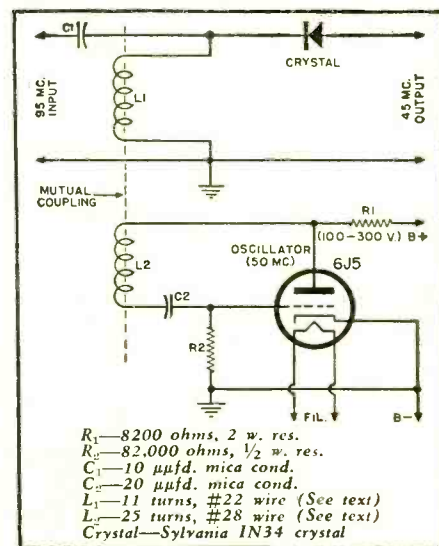 C1
CRYSTAL
95 MC.
INPUT
L1
45 MC.
OUTPUT
MUTUAL
COUPLING
R1
(100-300 V.) B+
OSCILLATOR
(50 MC)
6J5
L2
C2
R2
FIL.
B-
R₁—8200 ohms, 2 w. res.
R₂—82,000 ohms, ½ w. res.
C₁—10 μμfd. mica cond.
C₂—20 μμfd. mica cond.
L₁—11 turns, #22 wire (See text)
L₂—25 turns, #28 wire (See text)
Crystal—Sylvania IN34 crystal